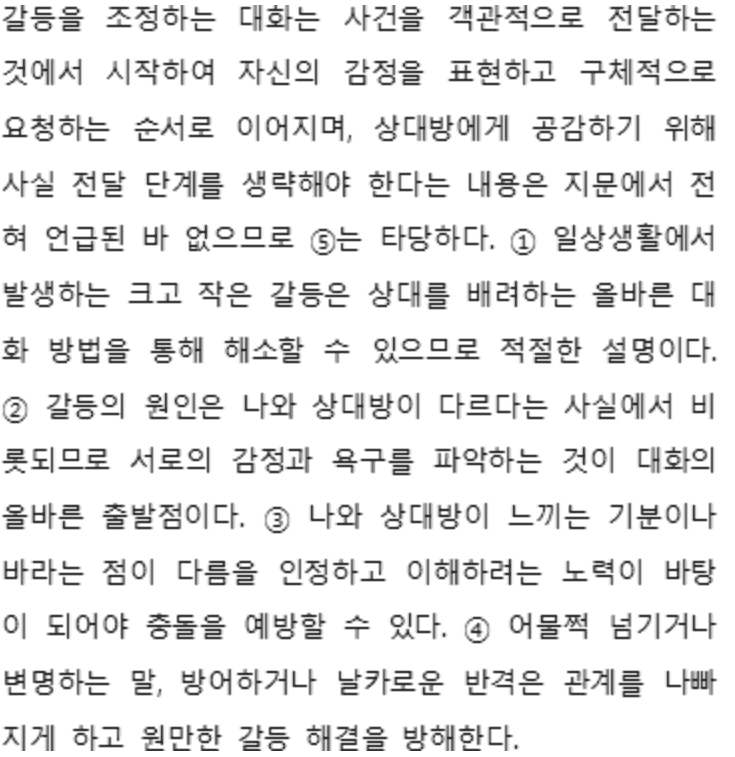 갈등을 조정하는 대화는 사건을 객관적으로 전달하는
것에서 시작하여 자신의 감정을 표현하고 구체적으로
요청하는 순서로 이어지며, 상대방에게 공감하기 위해
사실 전달 단계를 생략해야 한다는 내용은 지문에서 전
혀 언급된 바 없으므로 ⑤는 타당하다. ① 일상생활에서
발생하는 크고 작은 갈등은 상대를 배려하는 올바른 대
화 방법을 통해 해소할 수 있으므로 적절한 설명이다.
② 갈등의 원인은 나와 상대방이 다르다는 사실에서 비
롯되므로 서로의 감정과 욕구를 파악하는 것이 대화의
올바른 출발점이다. ③ 나와 상대방이 느끼는 기분이나
바라는 점이 다름을 인정하고 이해하려는 노력이 바탕
이 되어야 충돌을 예방할 수 있다. ④ 어물쩍 넘기거나
변명하는 말, 방어하거나 날카로운 반격은 관계를 나빠
지게 하고 원만한 갈등 해결을 방해한다.